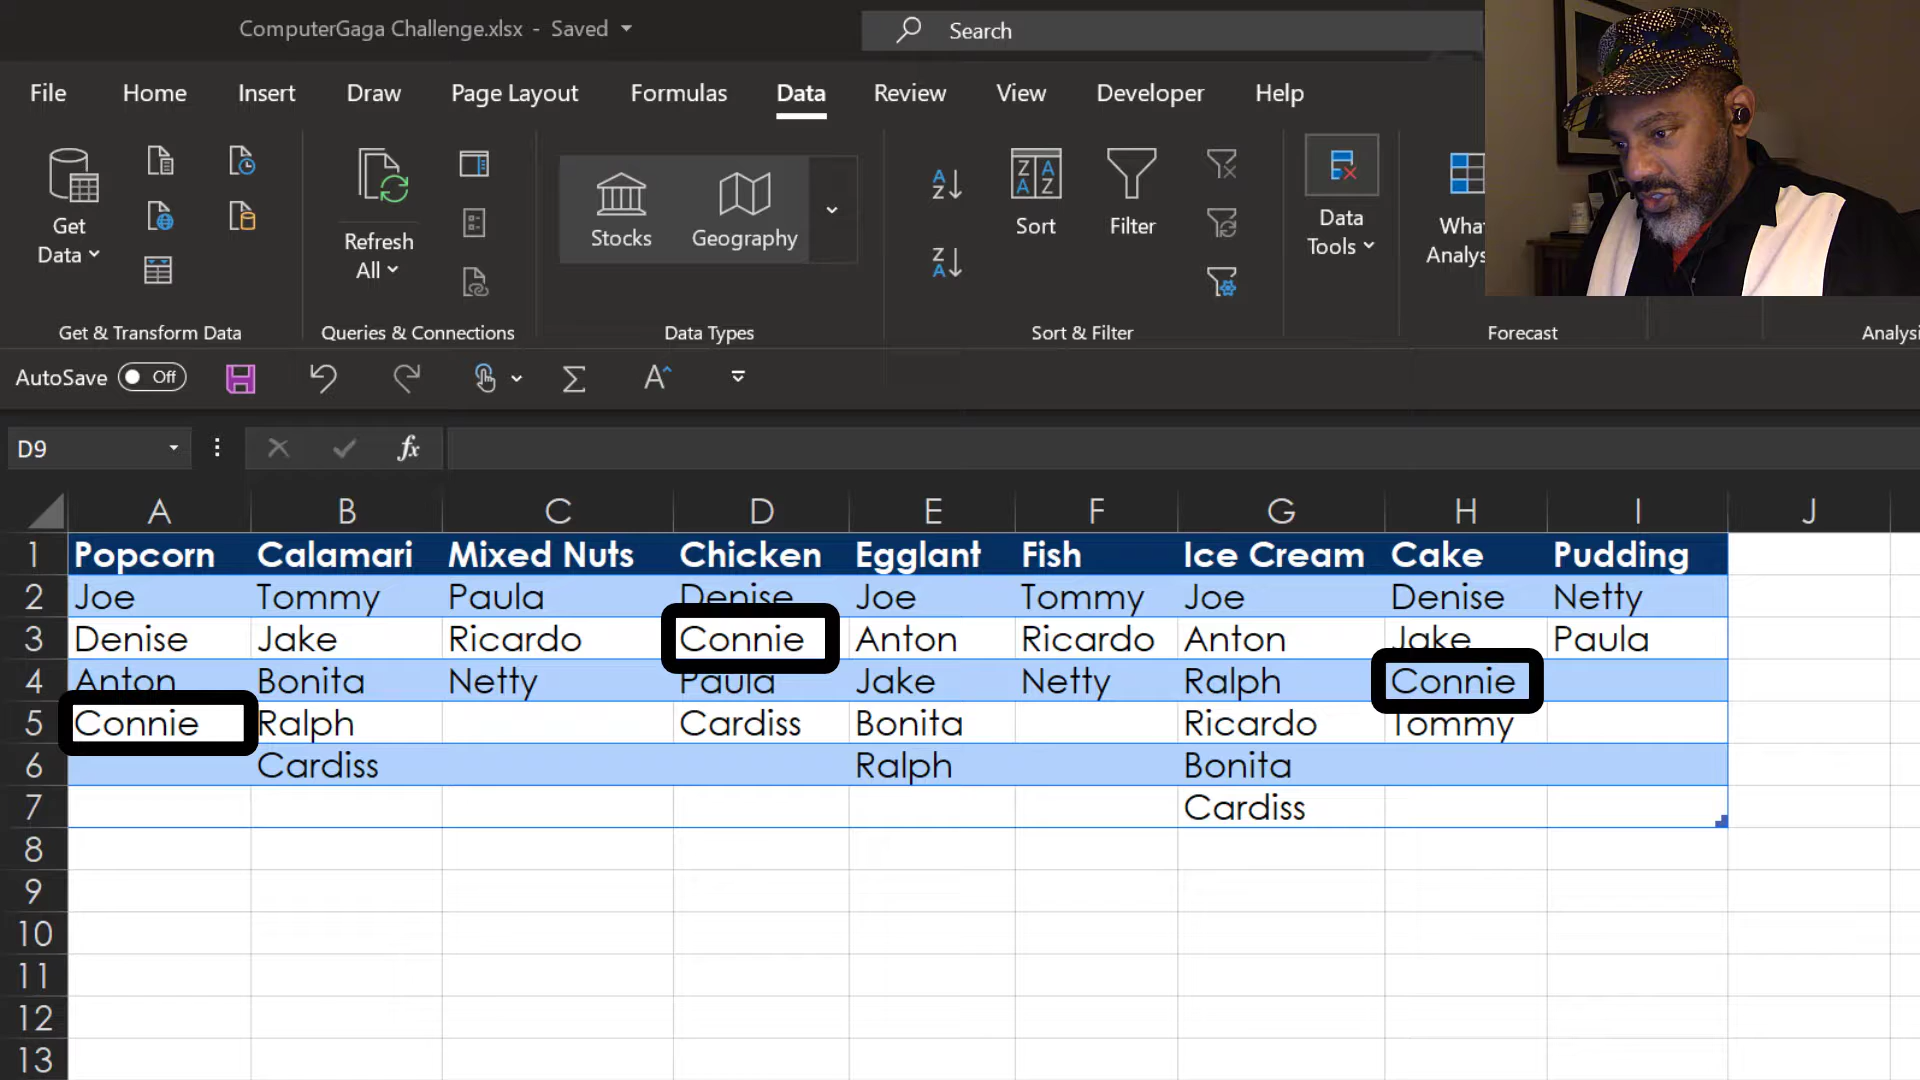 ComputerGaga Challenge.xlsx - Saved
Search
File Home Insert Draw Page Layout Formulas Data Review View Developer Help
Get Data
Refresh All
Stocks
Geography
Sort
Filter
Data Tools
What
Analys
Get & Transform Data
Queries & Connections
Data Types
Sort & Filter
Forecast
Analysi
AutoSave Off
D9
fx
A B C D E F G H I J
1 Popcorn Calamari Mixed Nuts Chicken Egglant Fish Ice Cream Cake Pudding
2 Joe Tommy Paula Denise Joe Tommy Joe Denise Netty
3 Denise Jake Ricardo Connie Anton Ricardo Anton Jake Paula
4 Anton Bonita Netty Paula Jake Netty Ralph Connie
5 Connie Ralph Cardiss Bonita Ricardo Tommy
6 Cardiss Ralph Bonita
7 Cardiss
8
9
10
11
12
13